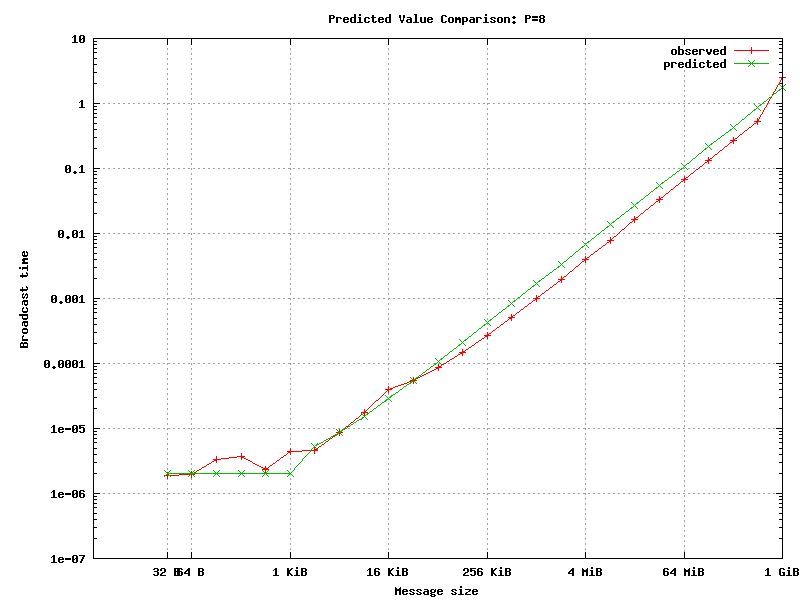 Predicted Value Comparison: P=8
observed
predicted
10
1
0.1
0.01
0.001
0.0001
1e-05
1e-06
1e-07
Broadcast time
32 B 64 B 1 KiB 16 KiB 256 KiB 4 MiB 64 MiB 1 GiB
Message size